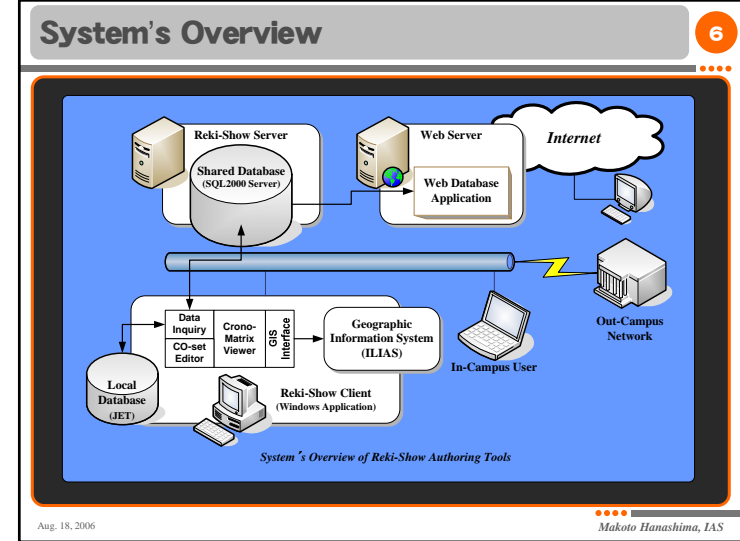 System's Overview
6
Reki-Show Server
Shared Database
(SQL2000 Server)
Web Server
Web Database
Application
Internet
Out-Campus
Network
In-Campus User
Data
Inquiry
CO-set
Editor
Crono-
Matrix
Viewer
GIS
Interface
Geographic
Information System
(ILIAS)
Local
Database
(JET)
Reki-Show Client
(Windows Application)
System´s Overview of Reki-Show Authoring Tools
Aug. 18, 2006
Makoto Hanashima, IAS